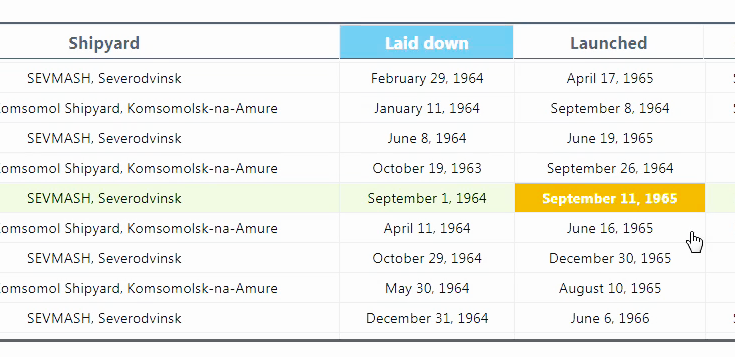 Shipyard Laid down Launched
SEVMASH, Severodvinsk February 29, 1964 April 17, 1965
Shipyard, Komsomolsk-na-Amure January 11, 1964 September 8, 1964
SEVMASH, Severodvinsk June 8, 1964 June 19, 1965
Shipyard, Komsomolsk-na-Amure October 19, 1963 September 26, 1964
SEVMASH, Severodvinsk September 1, 1964 September 11, 1965
Shipyard, Komsomolsk-na-Amure April 11, 1964 June 16, 1965
SEVMASH, Severodvinsk October 29, 1964 December 30, 1965
Shipyard, Komsomolsk-na-Amure May 30, 1964 August 10, 1965
SEVMASH, Severodvinsk December 31, 1964 June 6, 1966